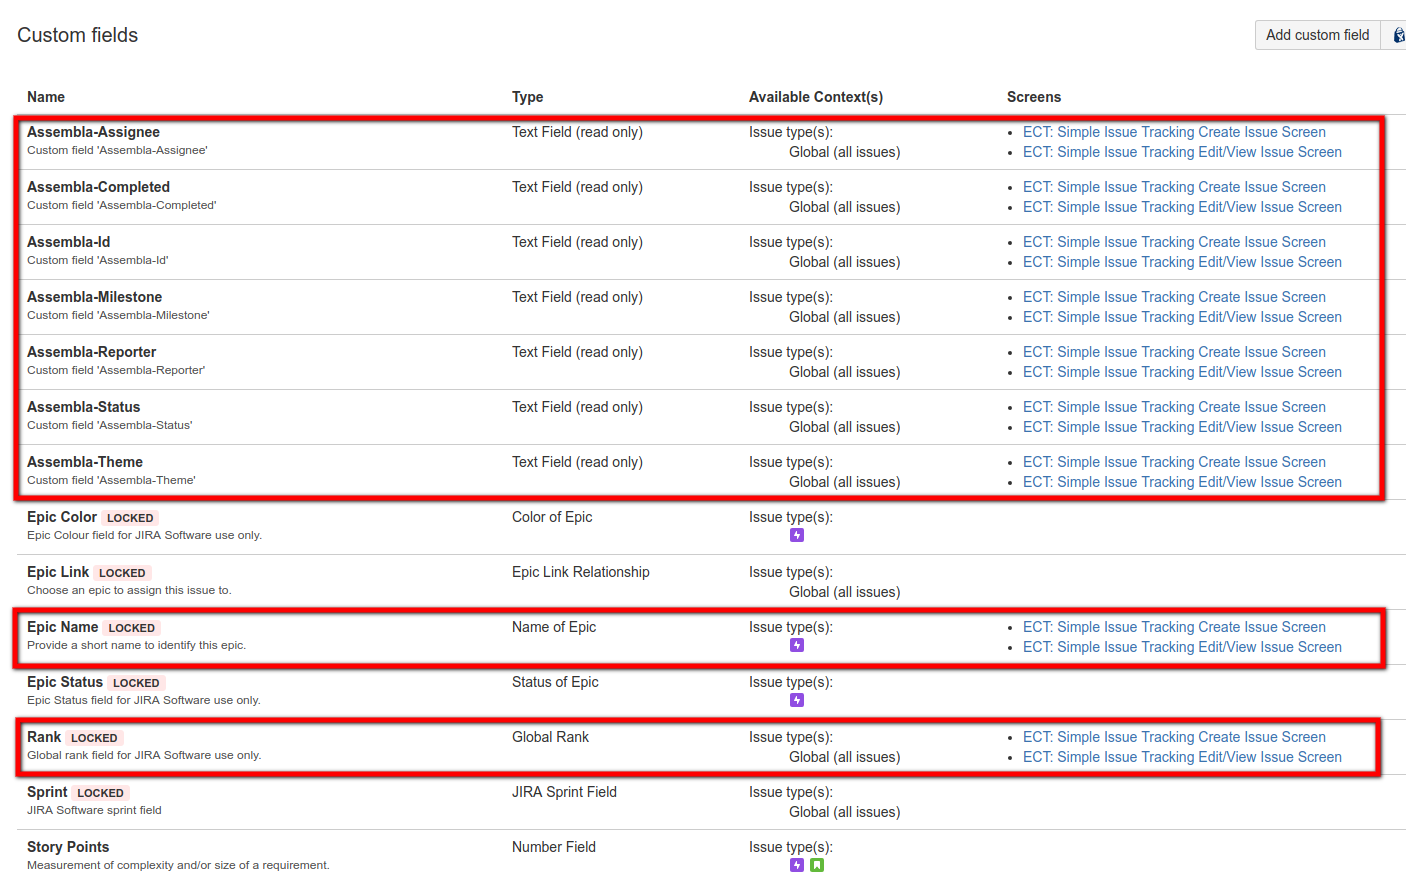 Custom fields
Add custom field
Name Type Available Context(s) Screens
Assembla-Assignee Text Field (read only) Issue type(s): • ECT: Simple Issue Tracking Create Issue Screen
Custom field 'Assembla-Assignee' Global (all issues) • ECT: Simple Issue Tracking Edit/View Issue Screen
Assembla-Completed Text Field (read only) Issue type(s): • ECT: Simple Issue Tracking Create Issue Screen
Custom field 'Assembla-Completed' Global (all issues) • ECT: Simple Issue Tracking Edit/View Issue Screen
Assembla-Id Text Field (read only) Issue type(s): • ECT: Simple Issue Tracking Create Issue Screen
Custom field 'Assembla-Id' Global (all issues) • ECT: Simple Issue Tracking Edit/View Issue Screen
Assembla-Milestone Text Field (read only) Issue type(s): • ECT: Simple Issue Tracking Create Issue Screen
Custom field 'Assembla-Milestone' Global (all issues) • ECT: Simple Issue Tracking Edit/View Issue Screen
Assembla-Reporter Text Field (read only) Issue type(s): • ECT: Simple Issue Tracking Create Issue Screen
Custom field 'Assembla-Reporter' Global (all issues) • ECT: Simple Issue Tracking Edit/View Issue Screen
Assembla-Status Text Field (read only) Issue type(s): • ECT: Simple Issue Tracking Create Issue Screen
Custom field 'Assembla-Status' Global (all issues) • ECT: Simple Issue Tracking Edit/View Issue Screen
Assembla-Theme Text Field (read only) Issue type(s): • ECT: Simple Issue Tracking Create Issue Screen
Custom field 'Assembla-Theme' Global (all issues) • ECT: Simple Issue Tracking Edit/View Issue Screen
Epic Color LOCKED Color of Epic Issue type(s):
Epic Colour field for JIRA Software use only.
Epic Link LOCKED Epic Link Relationship Issue type(s):
Choose an epic to assign this issue to. Global (all issues)
Epic Name LOCKED Name of Epic Issue type(s): • ECT: Simple Issue Tracking Create Issue Screen
Provide a short name to identify this epic. • ECT: Simple Issue Tracking Edit/View Issue Screen
Epic Status LOCKED Status of Epic Issue type(s):
Epic Status field for JIRA Software use only.
Rank LOCKED Global Rank Issue type(s): • ECT: Simple Issue Tracking Create Issue Screen
Global rank field for JIRA Software use only. Global (all issues) • ECT: Simple Issue Tracking Edit/View Issue Screen
Sprint LOCKED JIRA Sprint Field Issue type(s):
JIRA Software sprint field Global (all issues)
Story Points Number Field Issue type(s):
Measurement of complexity and/or size of a requirement.